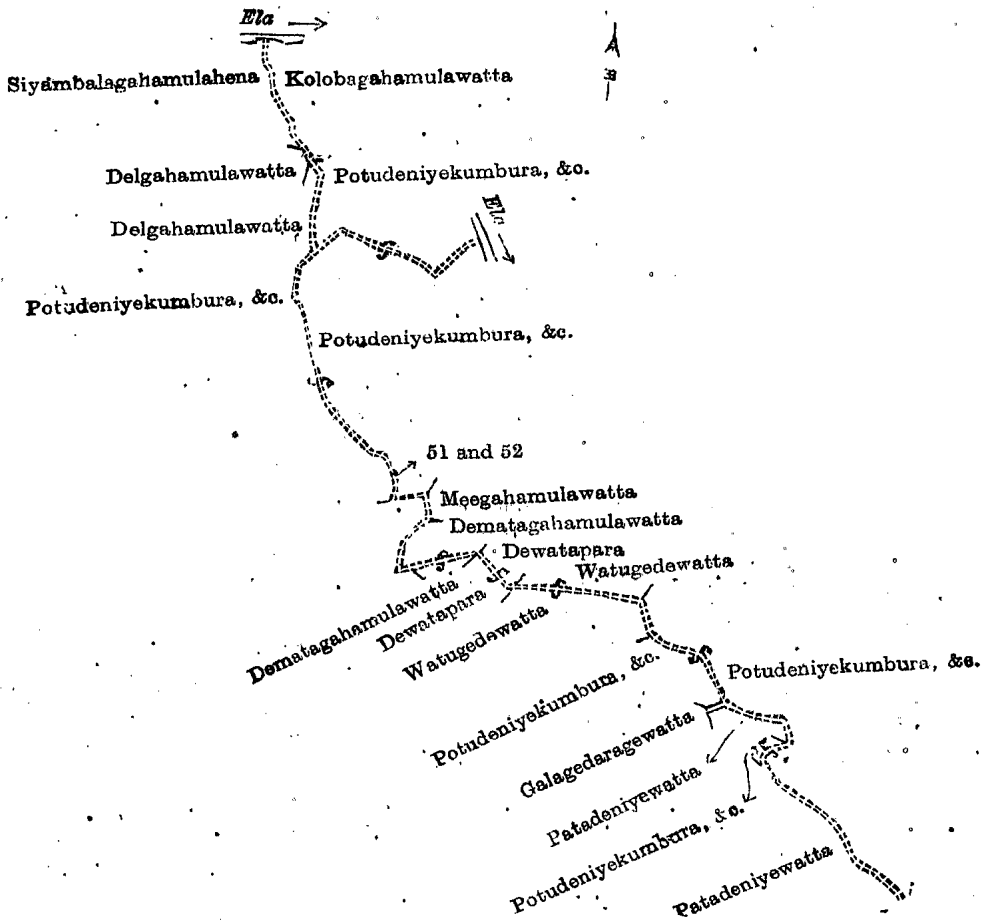 Ela
Siyambalagahamulahena Kolobagahamulawatta
Delgahamulawatta Potudeniyekumbura, &c.
Ela
Delgahamulawatta
Potudeniyekumbura, &c.
Potudeniyekumbura, &c.
51 and 52
Meegahamulawatta
Dematagahamulawatta
Dewatapara
Watugedewatta
Dematagahamulawatta
Dewatapara
Watugedewatta
Potudeniyekumbura, &c.
Potudeniyekumbura, &c.
Galagedaragewatta
Patadeniyewatta
Potudeniyekumbura, &c.
Patadeniyewatta